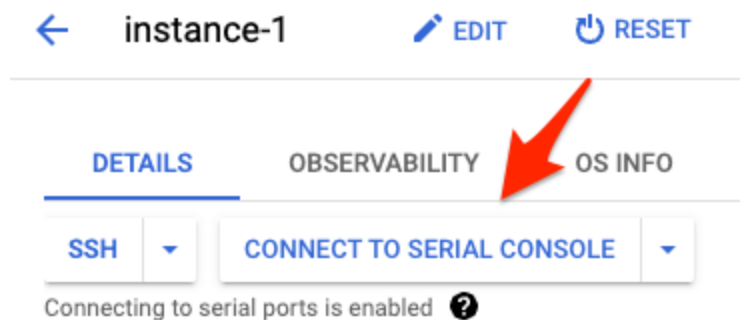 instance-1 EDIT RESET
DETAILS OBSERVABILITY OS INFO
SSH CONNECT TO SERIAL CONSOLE
Connecting to serial ports is enabled ?